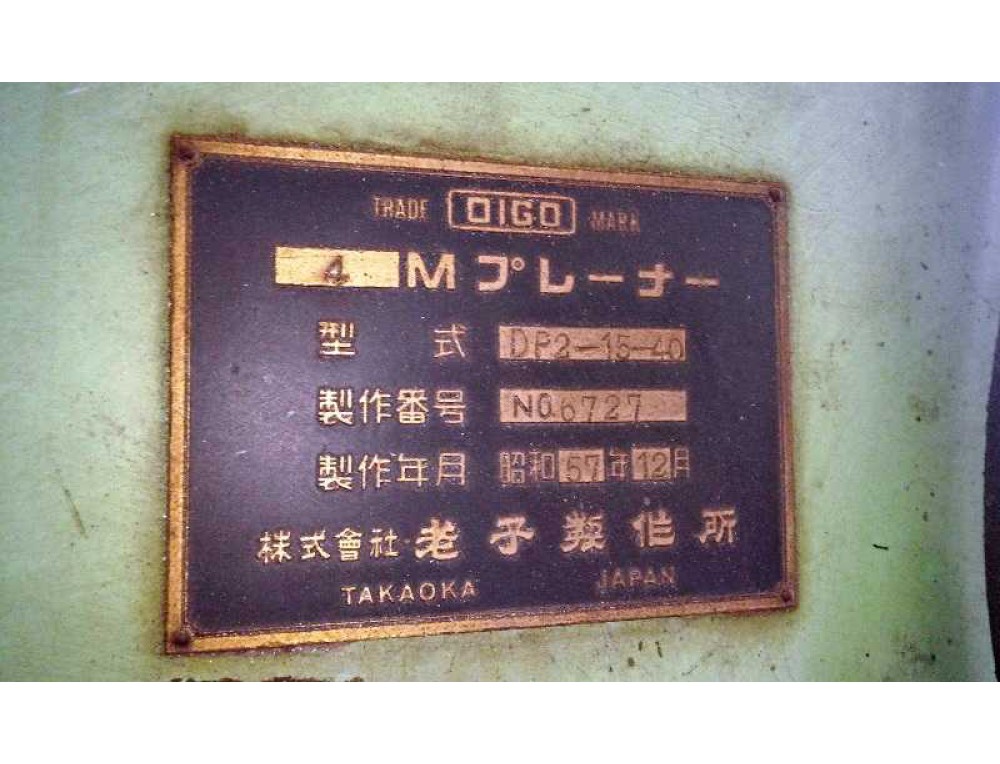 TRADE OIGO MARK
4 Mプレーナー
型 式 DP2-15-40
製作番号 NO.6727
製作年月 昭和57年12月
株式會社 老子製作所
TAKAOKA JAPAN